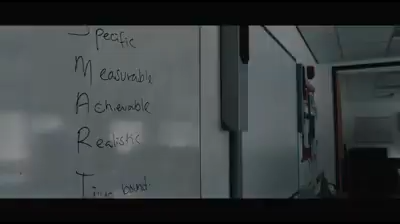 Specific
Measurable
Achievable
Realistic
Time bound.